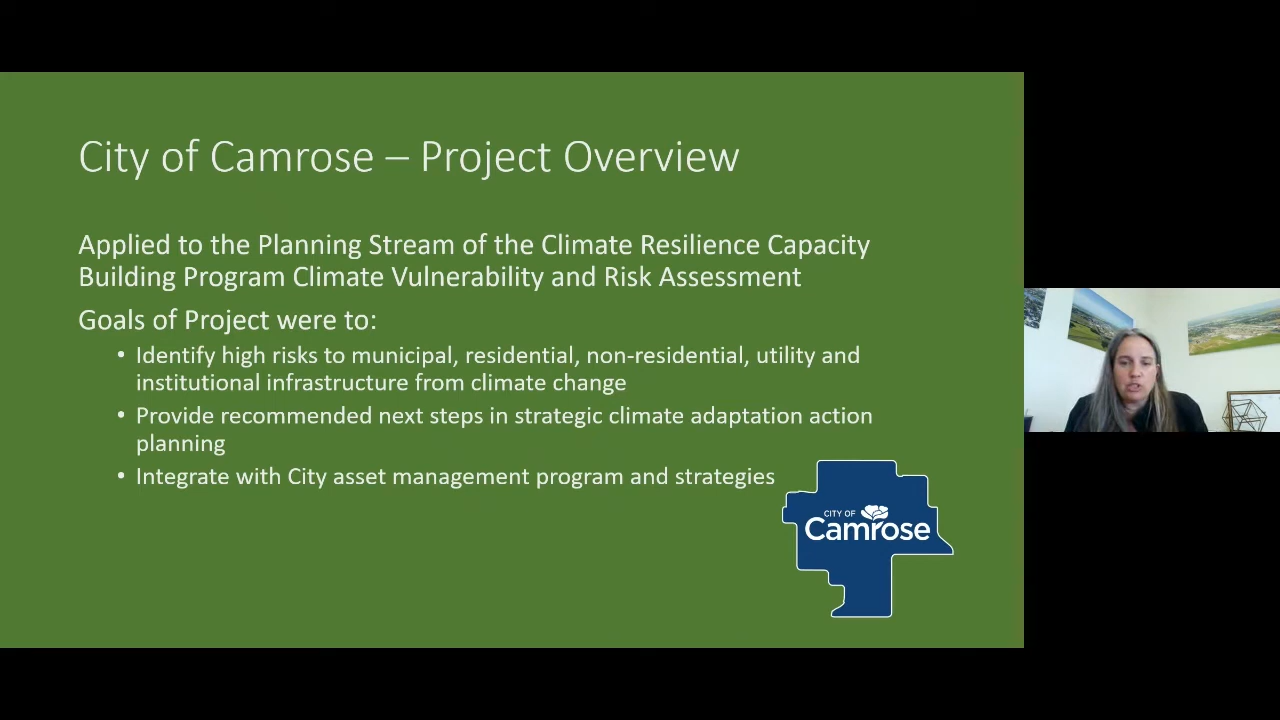 City of Camrose – Project Overview
Applied to the Planning Stream of the Climate Resilience Capacity
Building Program Climate Vulnerability and Risk Assessment
Goals of Project were to:
• Identify high risks to municipal, residential, non-residential, utility and
institutional infrastructure from climate change
• Provide recommended next steps in strategic climate adaptation action
planning
• Integrate with City asset management program and strategies
CITY OF
Camrose